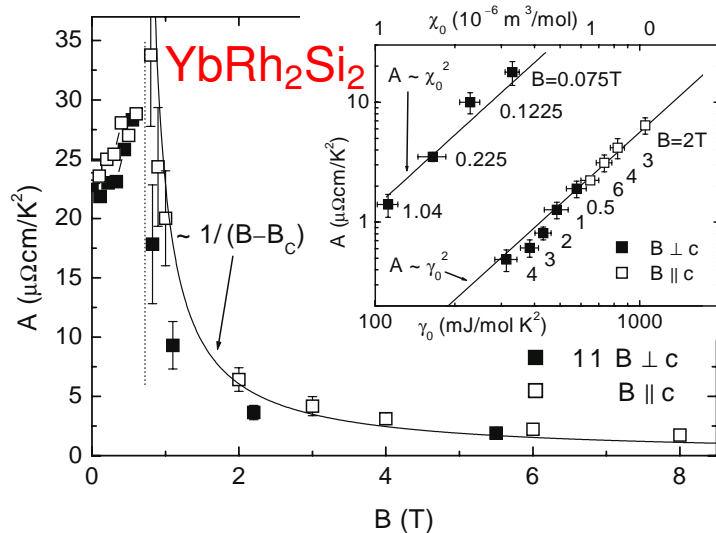 YbRh₂Si₂
A (µΩcm/K²)
35
30
25
20
15
10
5
0
0
2
4
6
8
B (T)
~ 1/(B−B_C)
11 B ⊥ c
B ∥ c
χ₀ (10⁻⁶ m³/mol)
1
1
0
A (µΩcm/K²)
10
1
100
1000
γ₀ (mJ/mol K²)
A ~ χ₀²
B=0.075T
0.1225
0.225
1.04
B=2T
3
4
6
0.5
1
2
3
4
A ~ γ₀²
B ⊥ c
B ∥ c